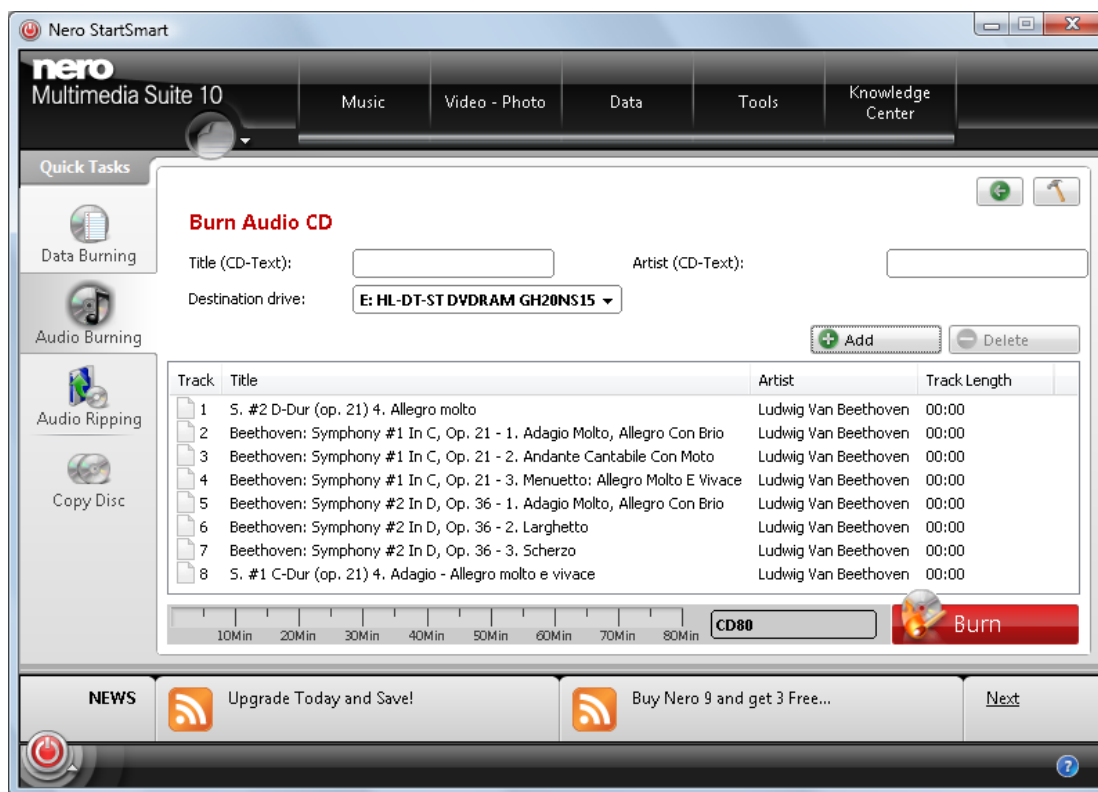 Nero StartSmart
nero
Multimedia Suite 10
Music
Video - Photo
Data
Tools
Knowledge
Center
Quick Tasks
Data Burning
Audio Burning
Audio Ripping
Copy Disc
Burn Audio CD
Title (CD-Text):
Artist (CD-Text):
Destination drive:
E: HL-DT-ST DVDRAM GH20NS15
Add
Delete
Track Title Artist Track Length
1 S. #2 D-Dur (op. 21) 4. Allegro molto Ludwig Van Beethoven 00:00
2 Beethoven: Symphony #1 In C, Op. 21 - 1. Adagio Molto, Allegro Con Brio Ludwig Van Beethoven 00:00
3 Beethoven: Symphony #1 In C, Op. 21 - 2. Andante Cantabile Con Moto Ludwig Van Beethoven 00:00
4 Beethoven: Symphony #1 In C, Op. 21 - 3. Menuetto: Allegro Molto E Vivace Ludwig Van Beethoven 00:00
5 Beethoven: Symphony #2 In D, Op. 36 - 1. Adagio Molto, Allegro Con Brio Ludwig Van Beethoven 00:00
6 Beethoven: Symphony #2 In D, Op. 36 - 2. Larghetto Ludwig Van Beethoven 00:00
7 Beethoven: Symphony #2 In D, Op. 36 - 3. Scherzo Ludwig Van Beethoven 00:00
8 S. #1 C-Dur (op. 21) 4. Adagio - Allegro molto e vivace Ludwig Van Beethoven 00:00
10Min 20Min 30Min 40Min 50Min 60Min 70Min 80Min
CD80
Burn
NEWS
Upgrade Today and Save!
Buy Nero 9 and get 3 Free...
Next
?